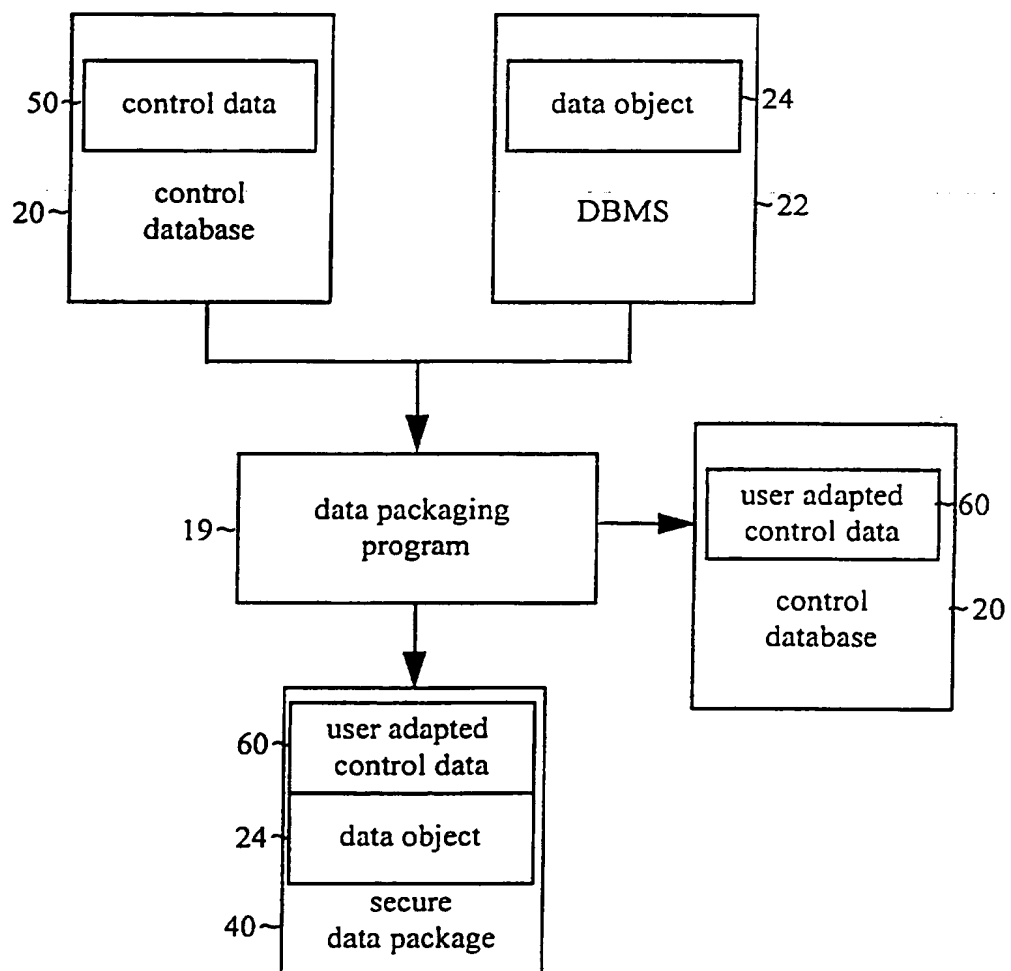 50 control data
data object 24
20 control
database
DBMS 22
19 data packaging
program
user adapted 60
control data
control 20
database
60 user adapted
control data
24 data object
secure
40 data package